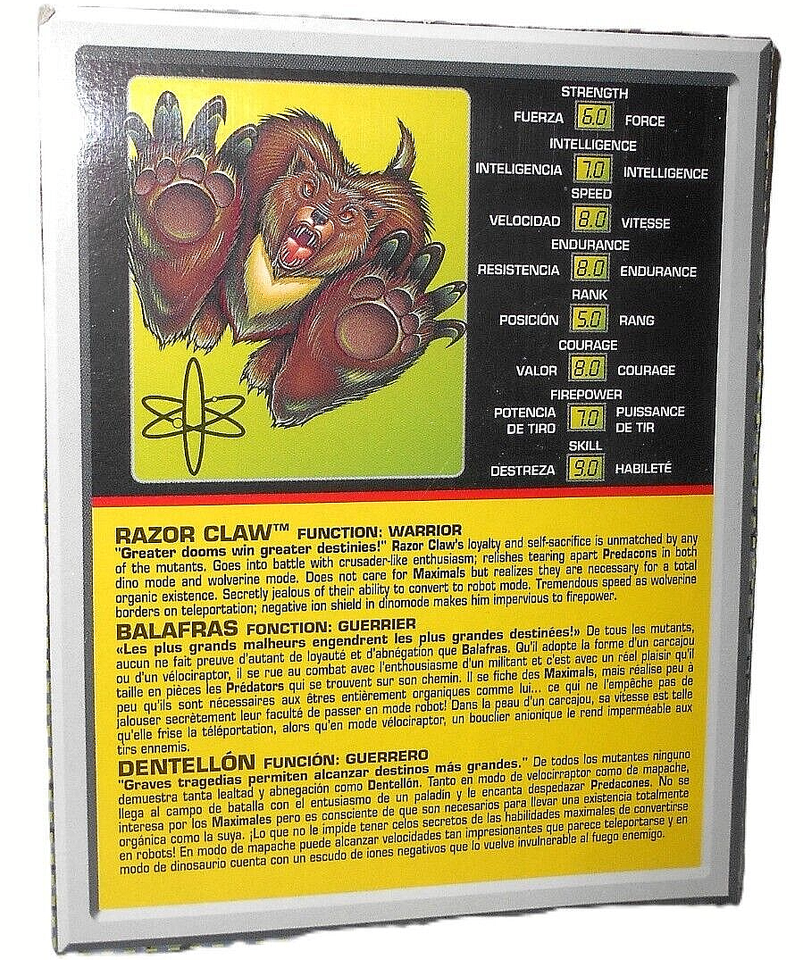 STRENGTH
FUERZA 6.0 FORCE
INTELLIGENCE
INTELIGENCIA 7.0 INTELLIGENCE
SPEED
VELOCIDAD 8.0 VITESSE
ENDURANCE
RESISTENCIA 8.0 ENDURANCE
RANK
POSICIÓN 5.0 RANG
COURAGE
VALOR 8.0 COURAGE
FIREPOWER
POTENCIA DE TIRO 7.0 PUISSANCE DE TIR
SKILL
DESTREZA 9.0 HABILETÉ
RAZOR CLAW™ FUNCTION: WARRIOR
"Greater dooms win greater destinies!" Razor Claw's loyalty and self-sacrifice is unmatched by any
of the mutants. Goes into battle with crusader-like enthusiasm; relishes tearing apart Predacons in both
dino mode and wolverine mode. Does not care for Maximals but realizes they are necessary for a total
organic existence. Secretly jealous of their ability to convert to robot mode. Tremendous speed as wolverine
borders on teleportation; negative ion shield in dinomode makes him impervious to firepower.
BALAFRAS FONCTION: GUERRIER
«Les plus grands malheurs engendrent les plus grandes destinées!» De tous les mutants,
aucun ne fait preuve d'autant de loyauté et d'abnégation que Balafras. Qu'il adopte la forme d'un carcajou
ou d'un vélociraptor, il se rue au combat avec l'enthousiasme d'un militant et c'est avec un réel plaisir qu'il
taille en pièces les Prédators qui se trouvent sur son chemin. Il se fiche des Maximals, mais réalise peu à
peu qu'ils sont nécessaires aux êtres entièrement organiques comme lui... ce qui ne l'empêche pas de
jalouser secrètement leur faculté de passer en mode robot! Dans la peau d'un carcajou, sa vitesse est telle
qu'elle frise la téléportation, alors qu'en mode vélociraptor, un bouclier anionique le rend imperméable aux
tirs ennemis.
DENTELLÓN FUNCIÓN: GUERRERO
"Graves tragedias permiten alcanzar destinos más grandes." De todos los mutantes ninguno
demuestra tanta lealtad y abnegación como Dentellón. Tanto en modo de velocirraptor como de mapache,
llega al campo de batalla con el entusiasmo de un paladin y le encanta despedazar Predacones. No se
interesa por los Maximales pero es consciente de que son necesarios para llevar una existencia totalmente
orgánica como la suya. ¡Lo que no le impide tener celos secretos de las habilidades maximales de convertirse
en robots! En modo de mapache puede alcanzar velocidades tan impresionantes que parece teleportarse y en
modo de dinosaurio cuenta con un escudo de iones negativos que lo vuelve invulnerable al fuego enemigo.